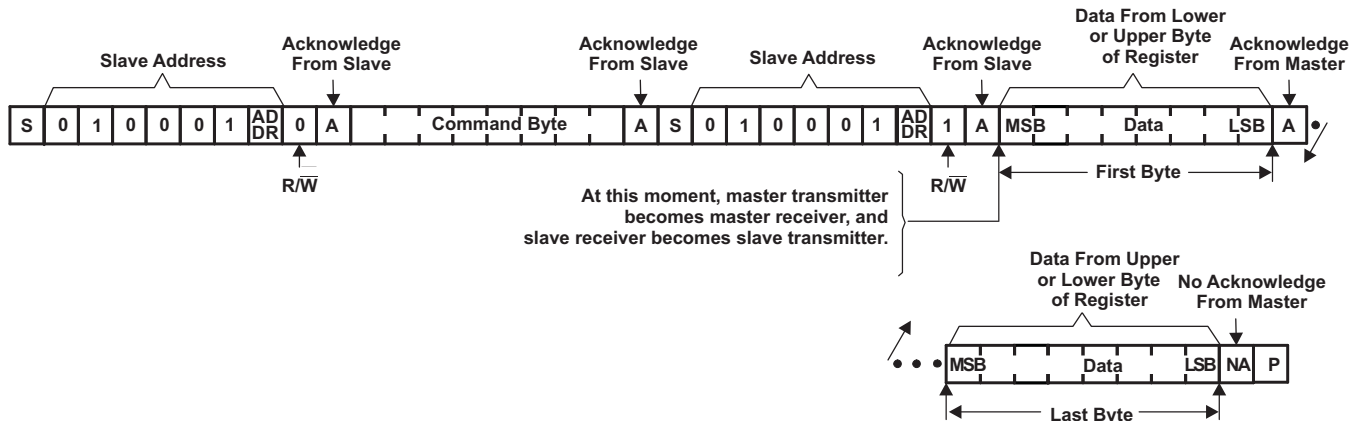 Slave Address
Acknowledge
From Slave
Acknowledge
From Slave
Slave Address
Acknowledge
From Slave
Data From Lower
or Upper Byte
of Register
Acknowledge
From Master
S 0 1 0 0 0 1 AD DR 0 A Command Byte A S 0 1 0 0 0 1 AD DR 1 A MSB Data LSB A
R/W̅
R/W̅
First Byte
At this moment, master transmitter
becomes master receiver, and
slave receiver becomes slave transmitter.
Data From Upper
or Lower Byte
of Register
No Acknowledge
From Master
MSB Data LSB NA P
Last Byte